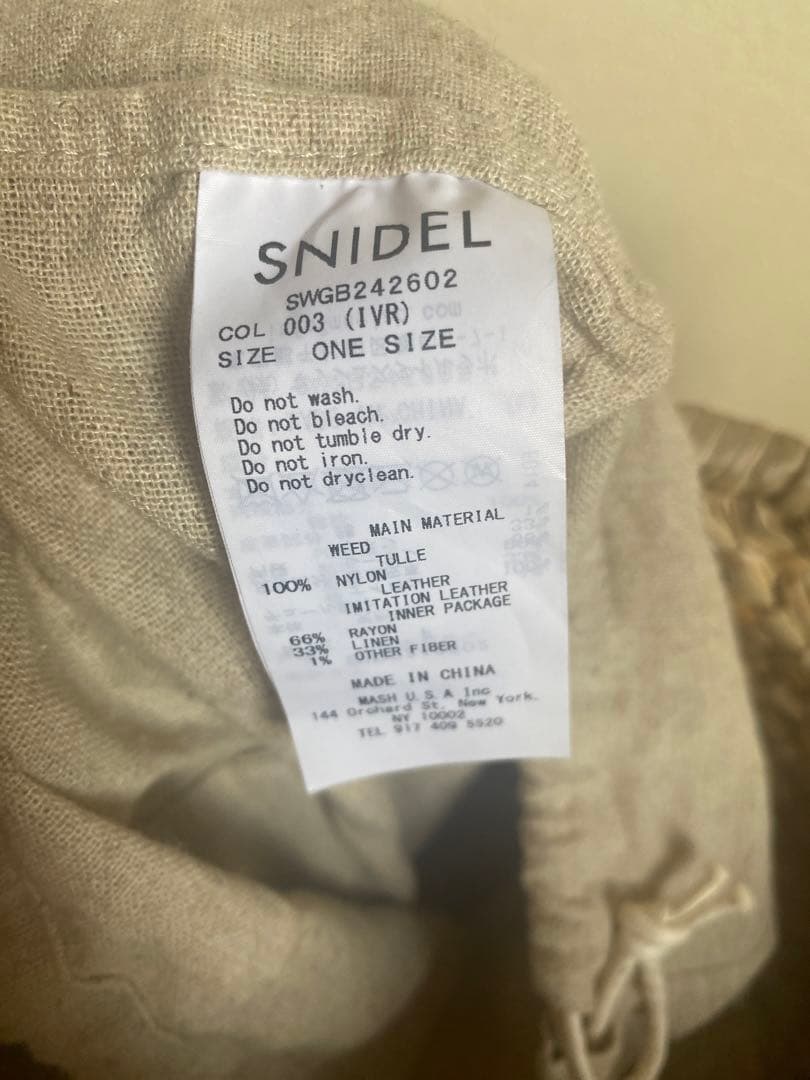 SNIDEL
SWGB242602
COL 003 (IVR)
SIZE ONE SIZE
Do not wash.
Do not bleach.
Do not tumble dry.
Do not iron.
Do not dryclean.
MAIN MATERIAL
WEED
TULLE
100% NYLON
LEATHER
IMITATION LEATHER
INNER PACKAGE
66% RAYON
33% LINEN
1% OTHER FIBER
MADE IN CHINA
MASH U.S.A Inc
144 Orchard St. New York.
NY 10002
TEL 917 409 5520